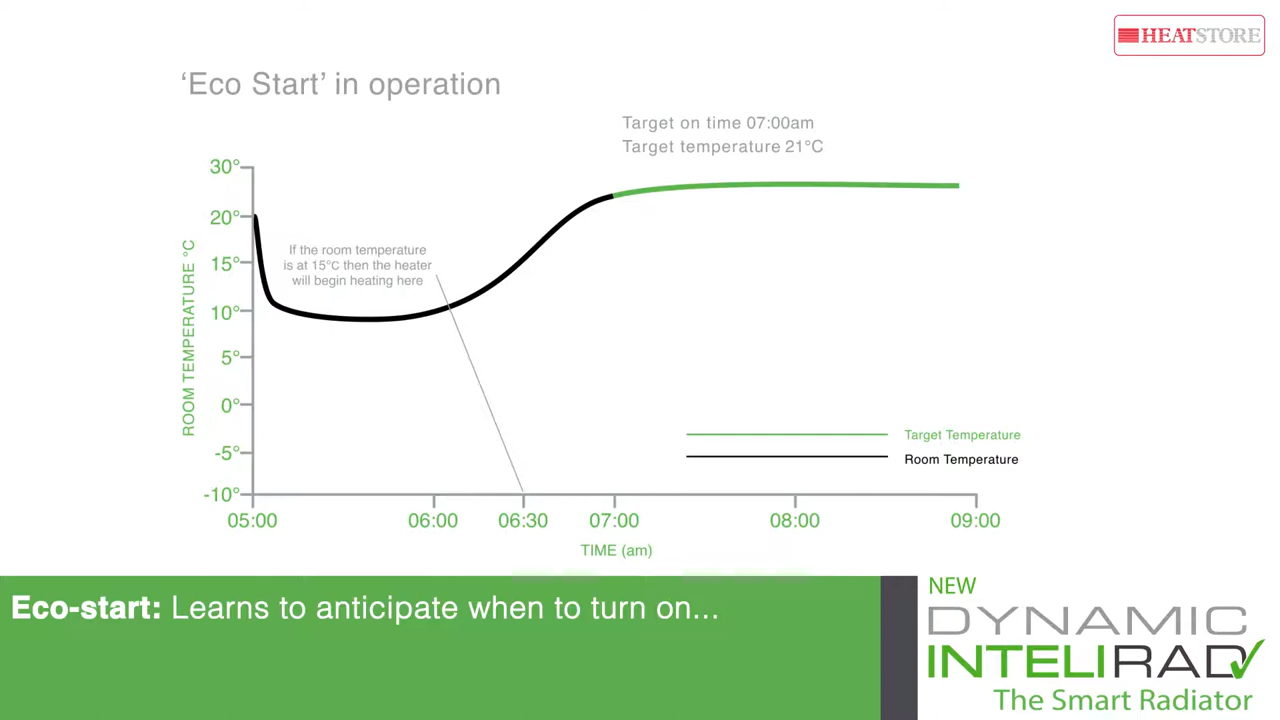 HEATSTORE
‘Eco Start’ in operation
Target on time 07:00am
Target temperature 21°C
30°
20°
15°
10°
5°
0°
-5°
-10°
ROOM TEMPERATURE °C
If the room temperature
is at 15°C then the heater
will begin heating here
Target Temperature
Room Temperature
05:00 06:00 06:30 07:00 08:00 09:00
TIME (am)
Eco-start: Learns to anticipate when to turn on...
NEW
DYNAMIC
INTELIRAD
The Smart Radiator